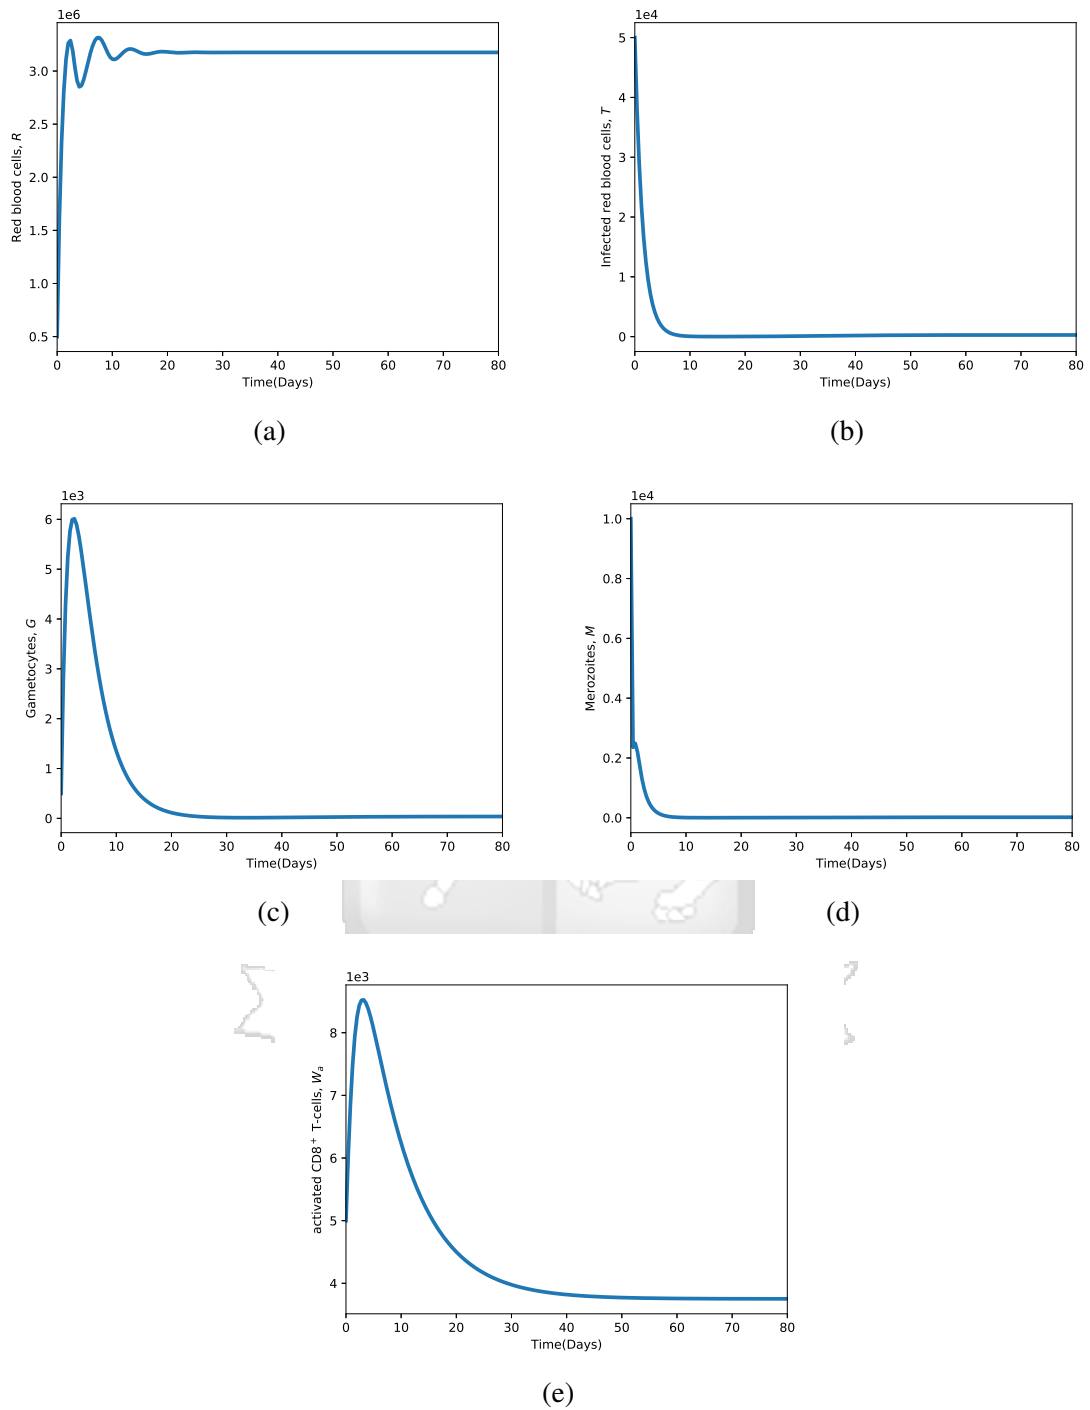 1e6
Red blood cells, R
3.0
2.5
2.0
1.5
1.0
0.5
0 10 20 30 40 50 60 70 80
Time(Days)
(a)
1e4
Infected red blood cells, T
5
4
3
2
1
0
0 10 20 30 40 50 60 70 80
Time(Days)
(b)
1e3
Gametocytes, G
6
5
4
3
2
1
0
0 10 20 30 40 50 60 70 80
Time(Days)
(c)
1e4
Merozoites, M
1.0
0.8
0.6
0.4
0.2
0.0
0 10 20 30 40 50 60 70 80
Time(Days)
(d)
1e3
activated CD8⁺ T-cells, Wₐ
8
7
6
5
4
0 10 20 30 40 50 60 70 80
Time(Days)
(e)